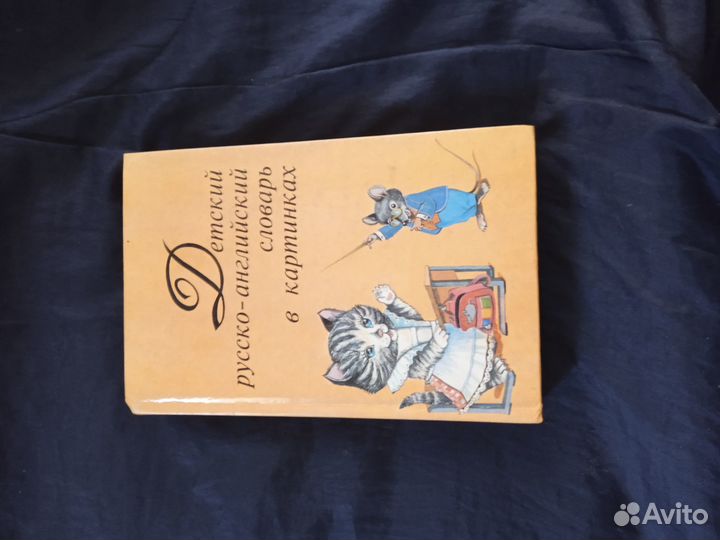 Детский
русско-английский
словарь
в картинках
Avito